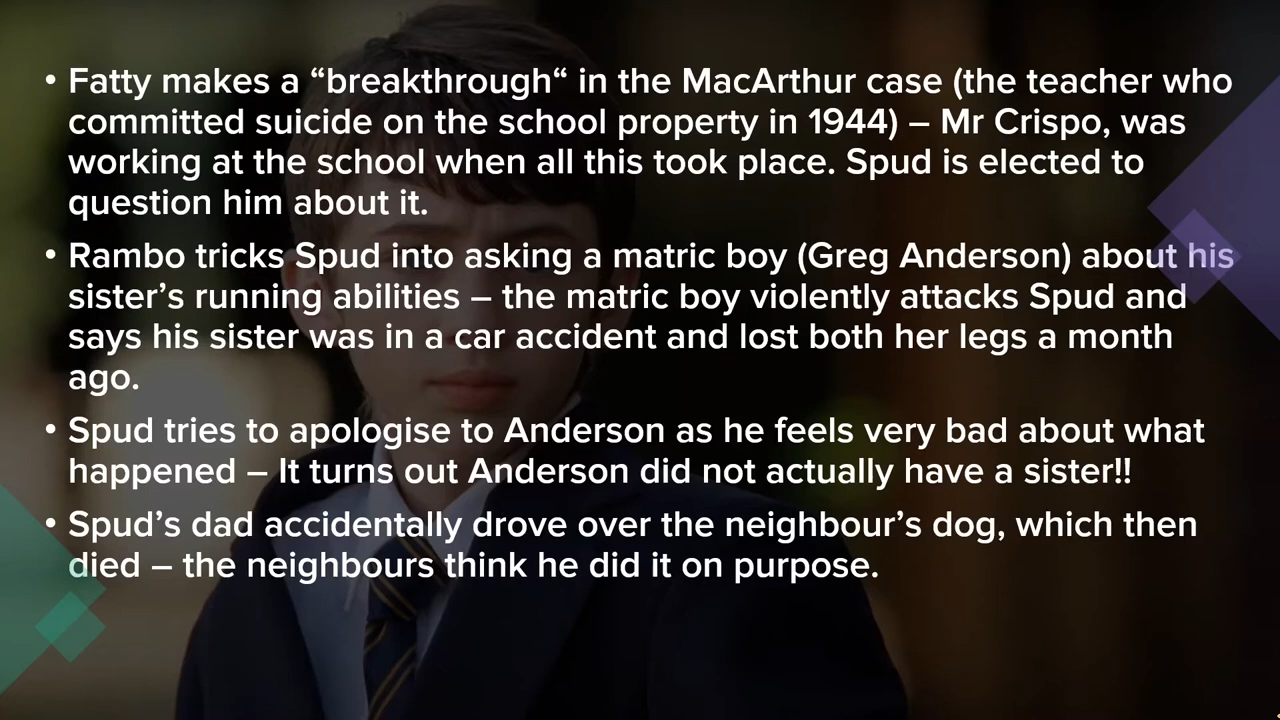 • Fatty makes a “breakthrough“ in the MacArthur case (the teacher who
committed suicide on the school property in 1944) – Mr Crispo, was
working at the school when all this took place. Spud is elected to
question him about it.
• Rambo tricks Spud into asking a matric boy (Greg Anderson) about his
sister’s running abilities – the matric boy violently attacks Spud and
says his sister was in a car accident and lost both her legs a month
ago.
• Spud tries to apologise to Anderson as he feels very bad about what
happened – It turns out Anderson did not actually have a sister!!
• Spud’s dad accidentally drove over the neighbour’s dog, which then
died – the neighbours think he did it on purpose.